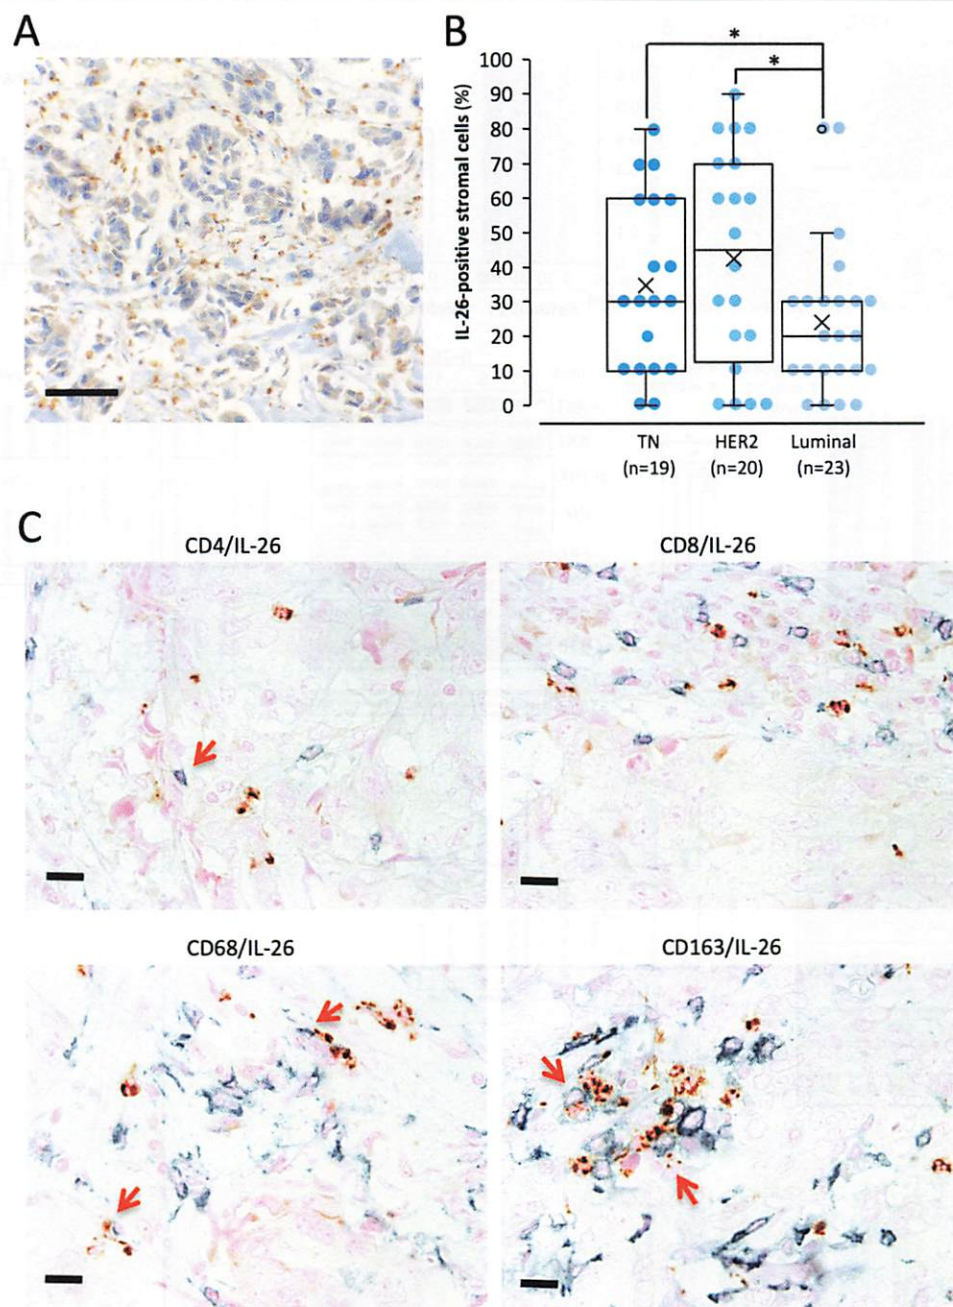 A
B
*
*
IL-26-positive stromal cells (%)
100
90
80
70
60
50
40
30
20
10
0
TN HER2 Luminal
(n=19) (n=20) (n=23)
C
CD4/IL-26 CD8/IL-26
CD68/IL-26 CD163/IL-26